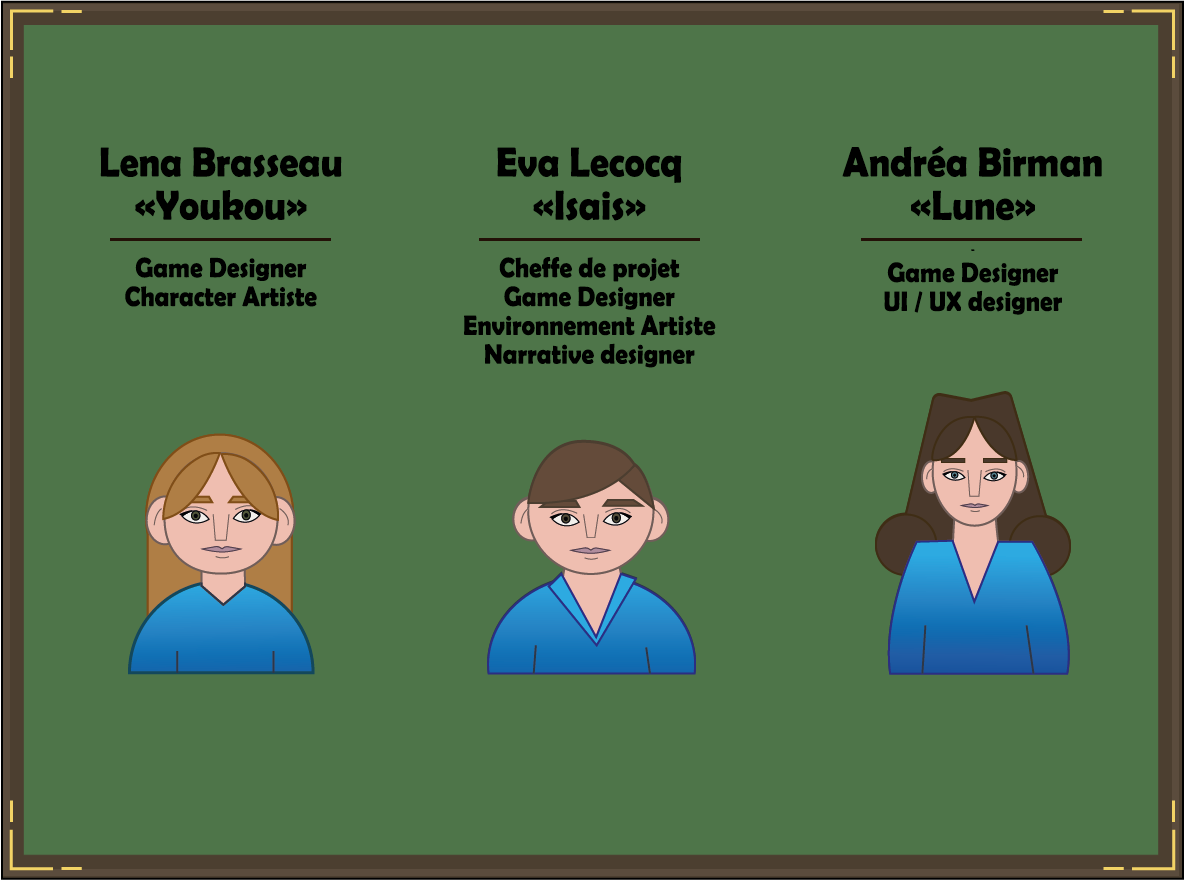 Lena Brasseau
«Youkou»
Game Designer
Character Artiste
Eva Lecocq
«Isais»
Cheffe de projet
Game Designer
Environnement Artiste
Narrative designer
Andréa Birman
«Lune»
Game Designer
UI / UX designer